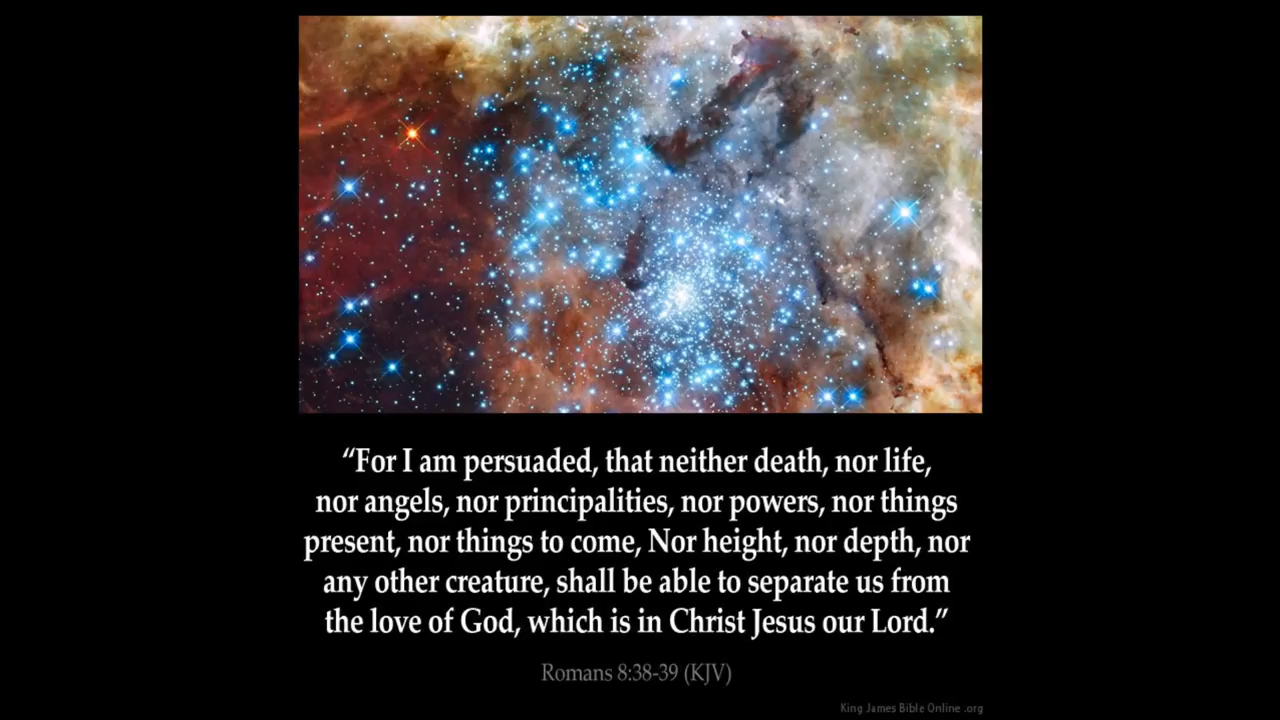 “For I am persuaded, that neither death, nor life,
nor angels, nor principalities, nor powers, nor things
present, nor things to come, Nor height, nor depth, nor
any other creature, shall be able to separate us from
the love of God, which is in Christ Jesus our Lord.”
Romans 8:38-39 (KJV)
King James Bible Online .org